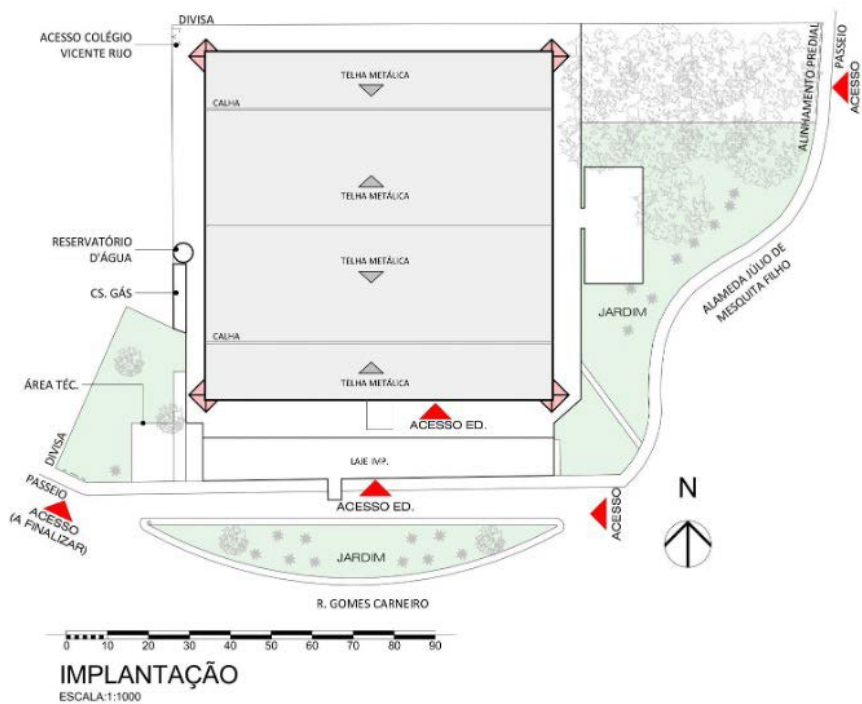 DIVISA
ACESSO COLÉGIO
VICENTE RIJO
TELHA METÁLICA
CALHA
TELHA METÁLICA
ALINHAMENTO PREDIAL
PASSEIO
ACESSO
RESERVATÓRIO
D'ÁGUA
TELHA METÁLICA
CS. GÁS
ALAMEDA JÚLIO DE
MESQUITA FILHO
JARDIM
CALHA
ÁREA TÉC.
TELHA METÁLICA
ACESSO ED.
DIVISA
LAJE IMP.
PASSEIO
ACESSO
(A FINALIZAR)
ACESSO ED.
ACESSO
N
JARDIM
R. GOMES CARNEIRO
0 10 20 30 40 50 60 70 80 90
IMPLANTAÇÃO
ESCALA:1:1000